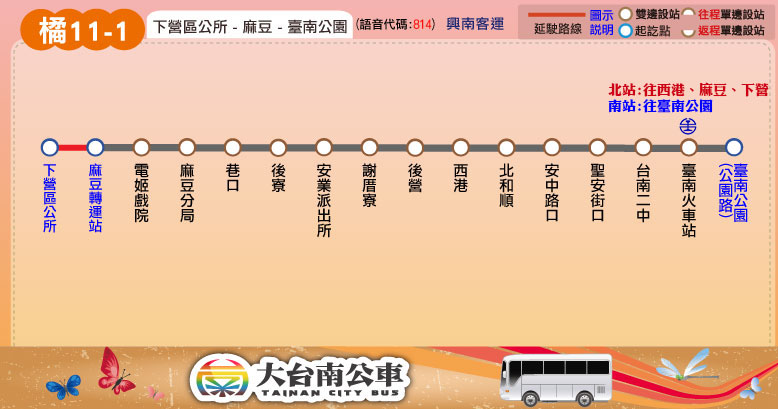 橘11-1
下營區公所 - 麻豆 - 臺南公園
(語音代碼:814)
興南客運
延駛路線
圖示說明
雙邊設站
往程單邊設站
起訖點
返程單邊設站
北站:往西港、麻豆、下營
南站:往臺南公園
下營區公所
麻豆轉運站
電姬戲院
麻豆分局
巷口
後寮
安業派出所
謝厝寮
後營
西港
北和順
安中路口
聖安街口
台南二中
臺南火車站
臺南公園
(公園路)
大台南公車
TAINAN CITY BUS